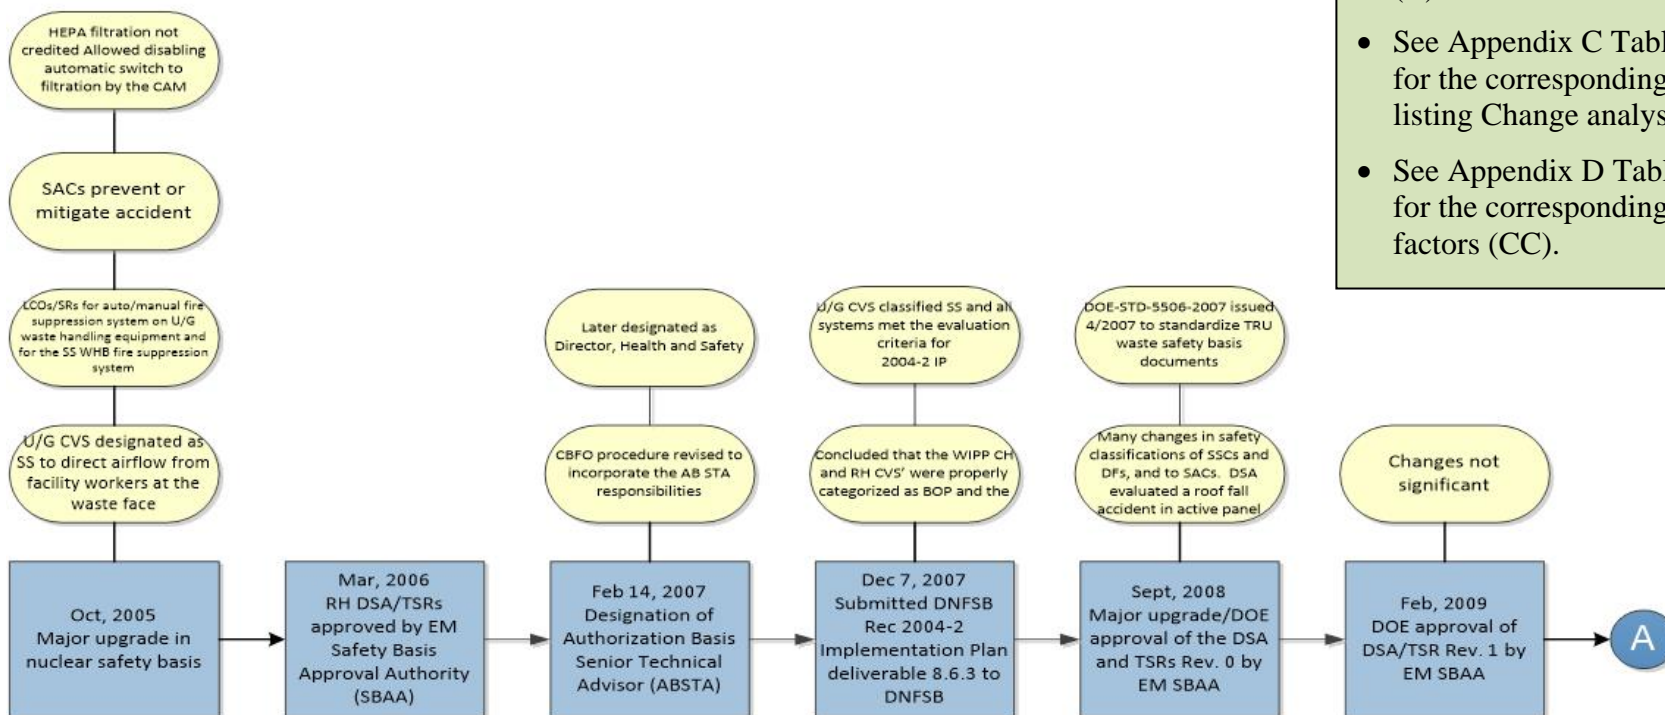 HEPA filtration not
credited Allowed disabling
automatic switch to
filtration by the CAM
SACs prevent or
mitigate accident
LCOs/SRs for auto/manual fire
suppression system on U/G
waste handling equipment and
for the SS WHB fire suppression
system
U/G CVS designated as
SS to direct airflow from
facility workers at the
waste face
Oct, 2005
Major upgrade in
nuclear safety basis
Mar, 2006
RH DSA/TSRs
approved by EM
Safety Basis
Approval Authority
(SBAA)
Later designated as
Director, Health and Safety
CBFO procedure revised to
incorporate the AB STA
responsibilities
Feb 14, 2007
Designation of
Authorization Basis
Senior Technical
Advisor (ABSTA)
U/G CVS classified SS and all
systems met the evaluation
criteria for
2004-2 IP
Concluded that the WIPP CH
and RH CVS’ were properly
categorized as BOP and the
Dec 7, 2007
Submitted DNFSB
Rec 2004-2
Implementation Plan
deliverable 8.6.3 to
DNFSB
DOE-STD-5506-2007 issued
4/2007 to standardize TRU
waste safety basis
documents
Many changes in safety
classifications of SSCs and
DFs, and to SACs. DSA
evaluated a roof fall
accident in active panel
Sept, 2008
Major upgrade/DOE
approval of the DSA
and TSRs Rev. 0 by
EM SBAA
Changes not
significant
Feb, 2009
DOE approval of
DSA/TSR Rev. 1 by
EM SBAA
A
• See Appendix C Tabl
for the corresponding
listing Change analys
• See Appendix D Tabl
for the corresponding
factors (CC).